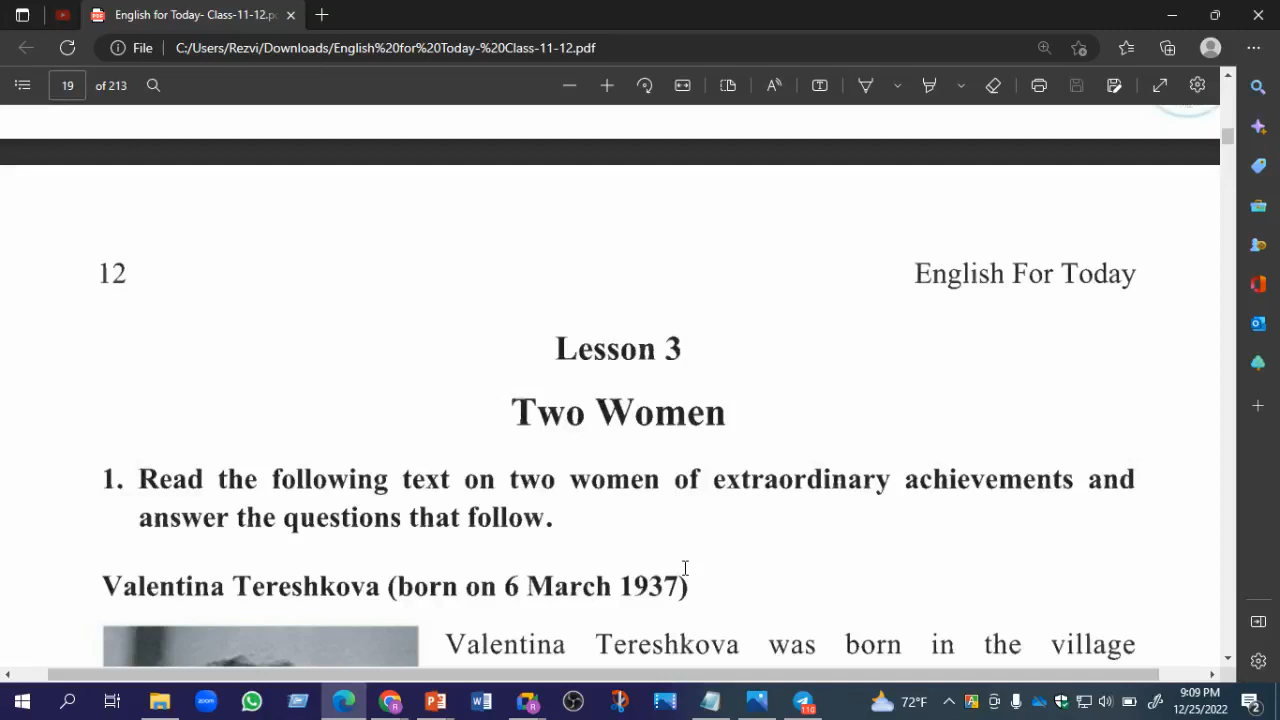 English for Today- Class-11-12.pc
File
C:/Users/Rezvi/Downloads/English%20for%20Today-%20Class-11-12.pdf
19
of 213
12
English For Today
Lesson 3
Two Women
1. Read the following text on two women of extraordinary achievements and
answer the questions that follow.
Valentina Tereshkova (born on 6 March 1937)
Valentina Tereshkova was born in the village
72°F
9:09 PM
12/25/2022